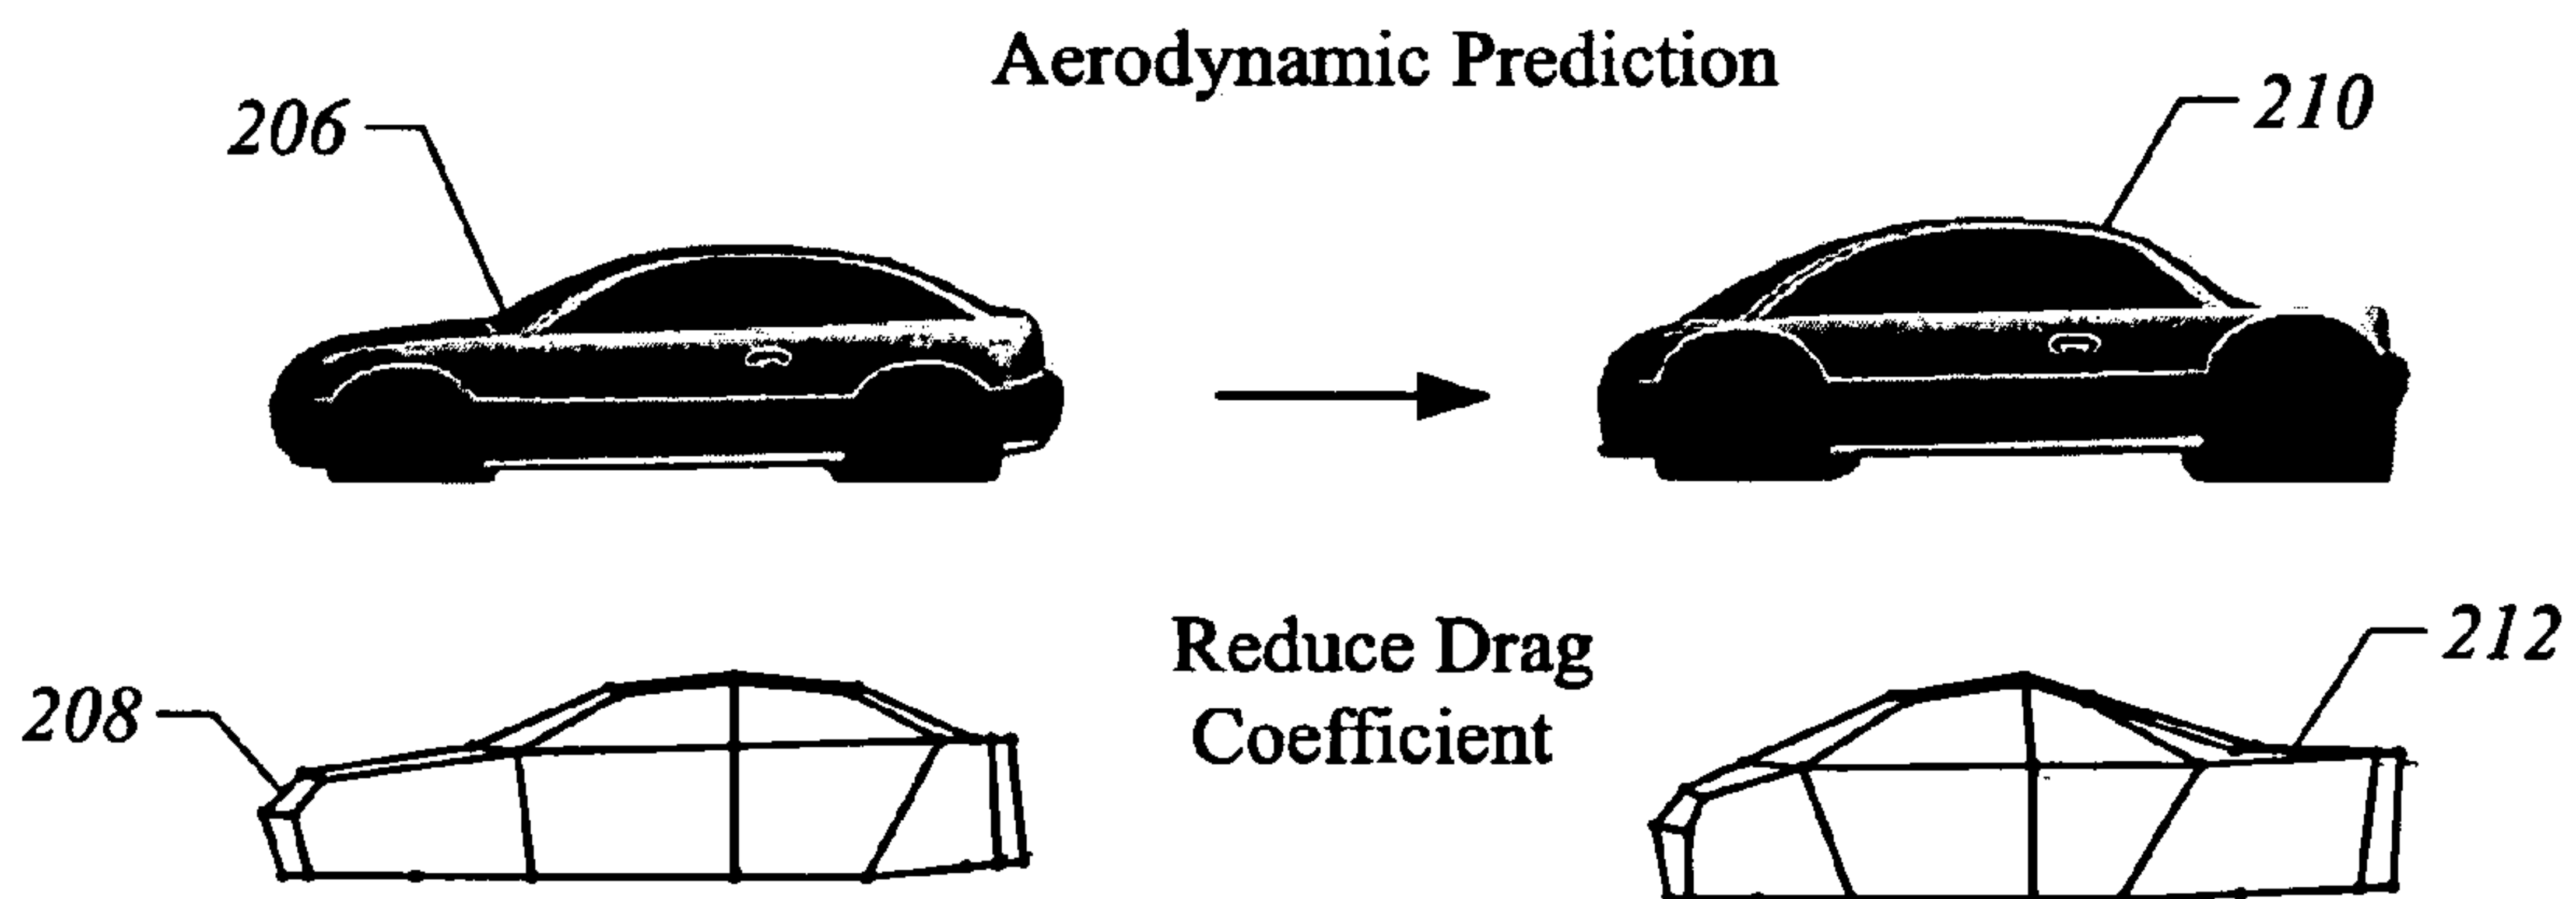 Aerodynamic Prediction
206
210
Reduce Drag
Coefficient
208
212